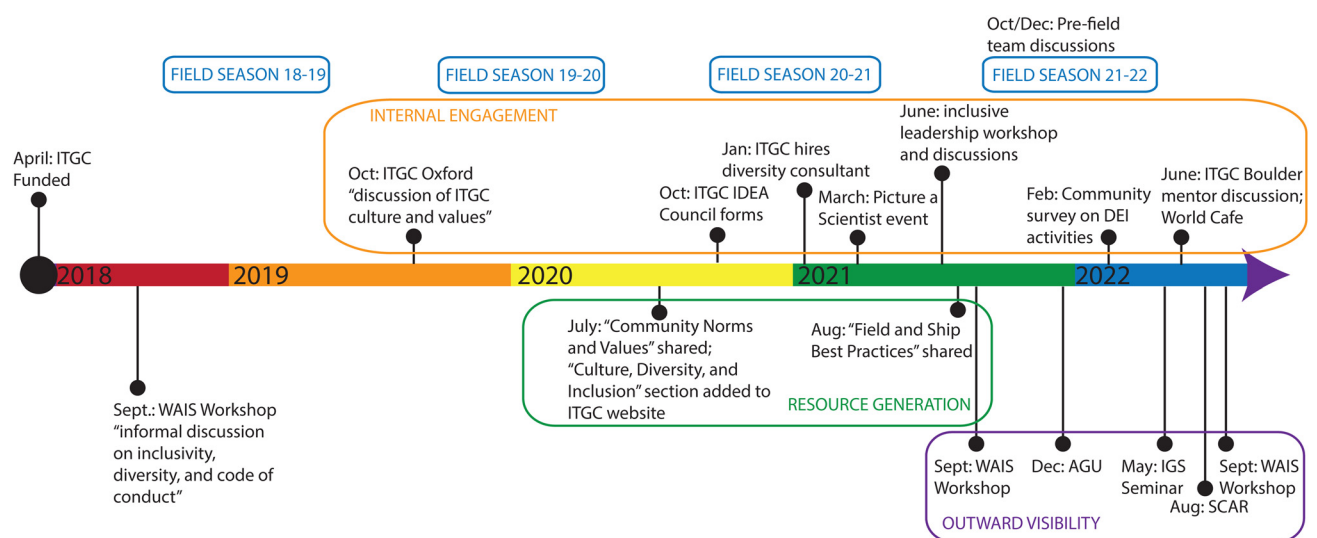 Oct/Dec: Pre-field
team discussions
FIELD SEASON 18-19
FIELD SEASON 19-20
FIELD SEASON 20-21
FIELD SEASON 21-22
INTERNAL ENGAGEMENT
April: ITGC
Funded
Oct: ITGC Oxford
“discussion of ITGC
culture and values”
Oct: ITGC IDEA
Council forms
Jan: ITGC hires
diversity consultant
March: Picture a
Scientist event
June: inclusive
leadership workshop
and discussions
Feb: Community
survey on DEI
activities
June: ITGC Boulder
mentor discussion;
World Cafe
2018
2019
2020
2021
2022
Sept.: WAIS Workshop
“informal discussion
on inclusivity,
diversity, and code of
conduct”
July: “Community Norms
and Values” shared;
“Culture, Diversity, and
Inclusion” section added to
ITGC website
Aug: “Field and Ship
Best Practices” shared
RESOURCE GENERATION
Sept: WAIS
Workshop
Dec: AGU
May: IGS
Seminar
Aug: SCAR
Sept: WAIS
Workshop
OUTWARD VISIBILITY